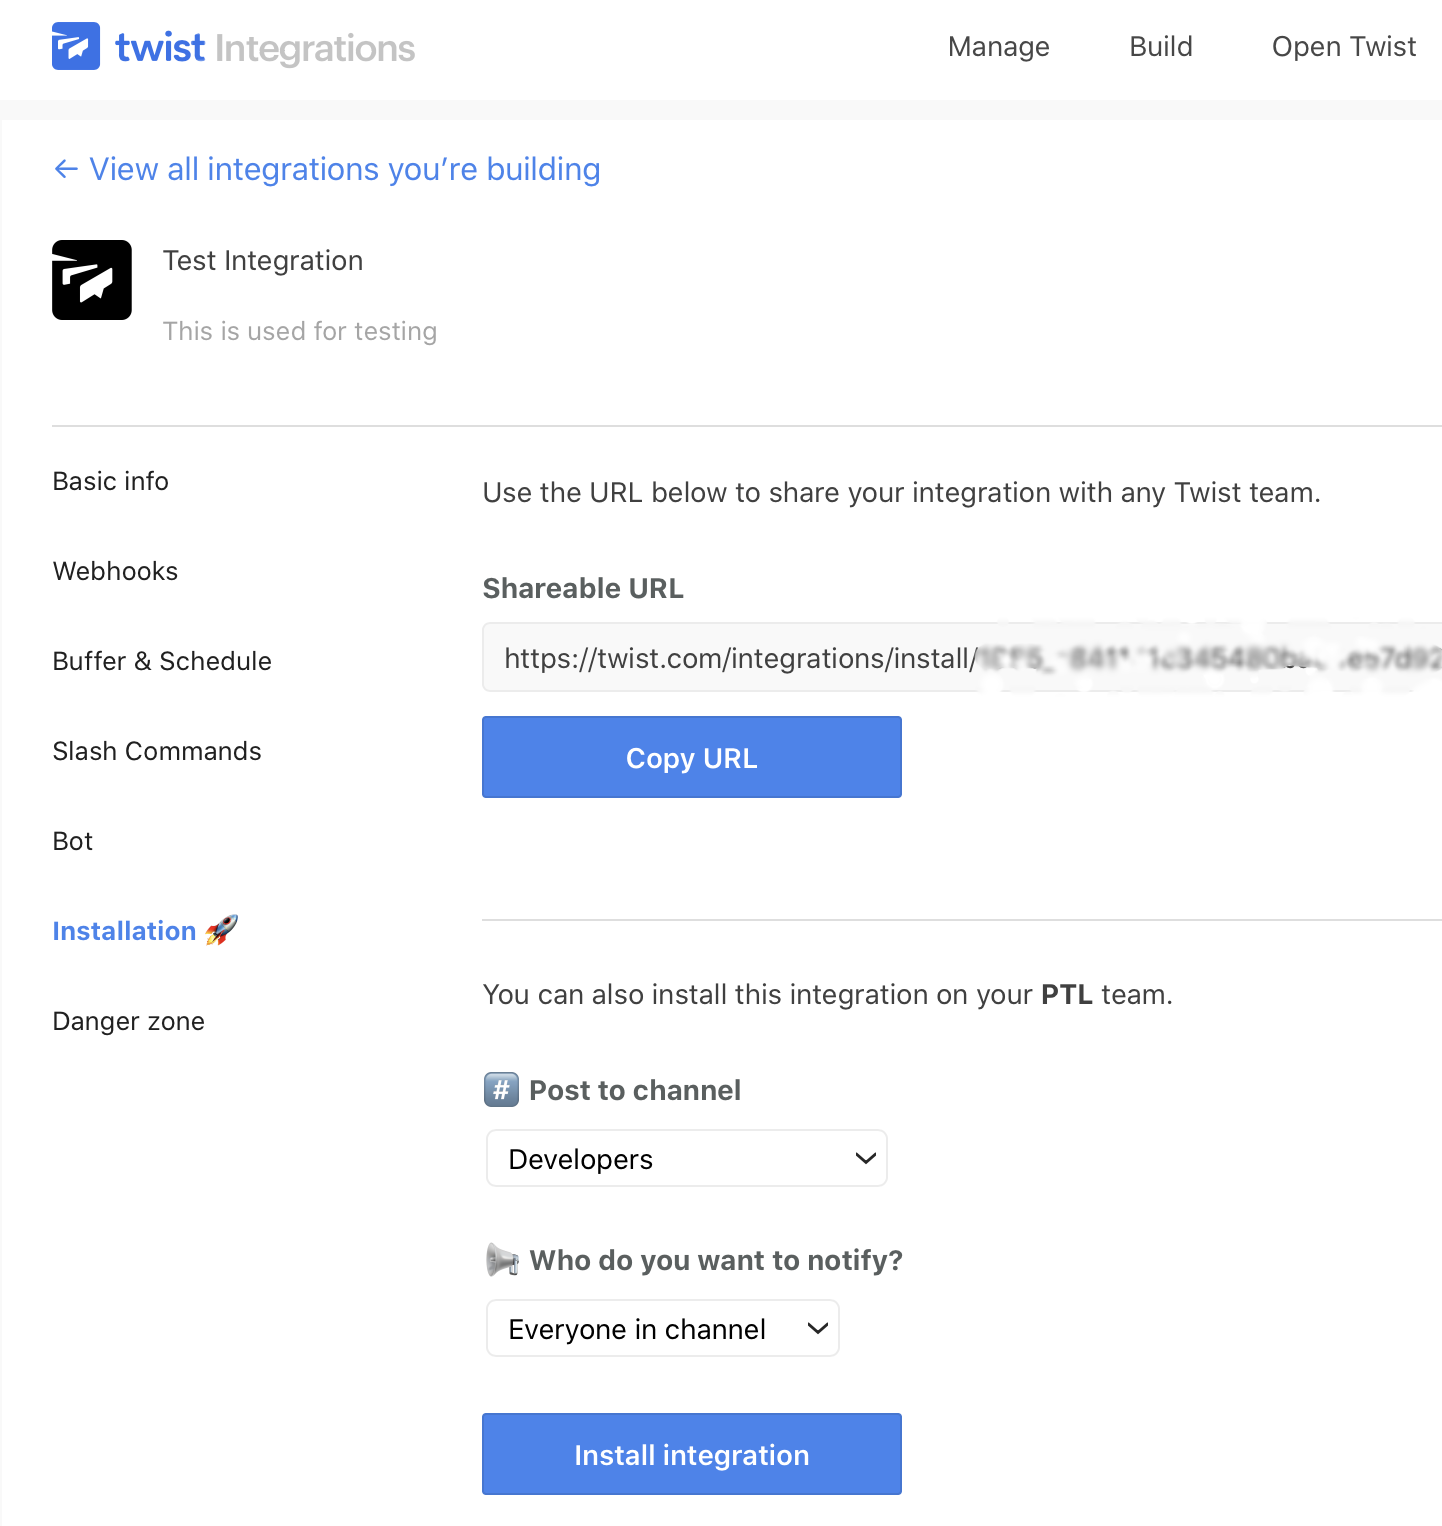 twist Integrations
Manage
Build
Open Twist
← View all integrations you’re building
Test Integration
This is used for testing
Basic info
Webhooks
Buffer & Schedule
Slash Commands
Bot
Installation 🚀
Danger zone
Use the URL below to share your integration with any Twist team.
Shareable URL
https://twist.com/integrations/install/
Copy URL
You can also install this integration on your PTL team.
#️⃣ Post to channel
Developers
📢 Who do you want to notify?
Everyone in channel
Install integration